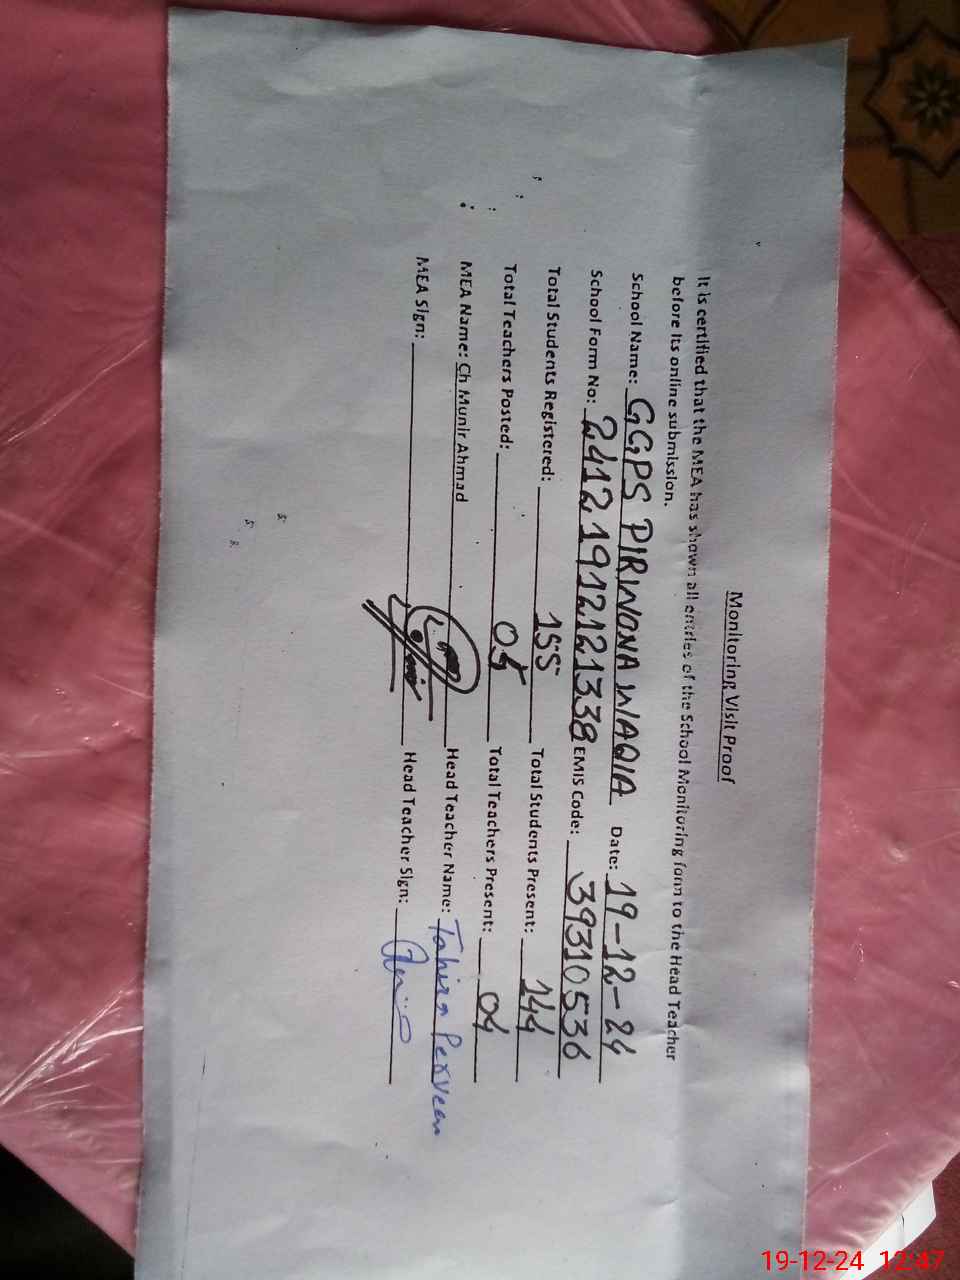 Monitoring Visit Proof
It is certified that the MEA has shown all entries of the School Monitoring form to the Head Teacher
before its online submission.
School Name: GGPS PIRWONA WAQIA Date: 19-12-24
School Form No: 24121912121338 EMIS Code: 39310536
Total Students Registered: 155 Total Students Present: 144
Total Teachers Posted: 05 Total Teachers Present: 04
MEA Name: Ch Munir Ahmad Head Teacher Name: Tahira Perveen
MEA Sign: Head Teacher Sign:
19-12-24 12:47